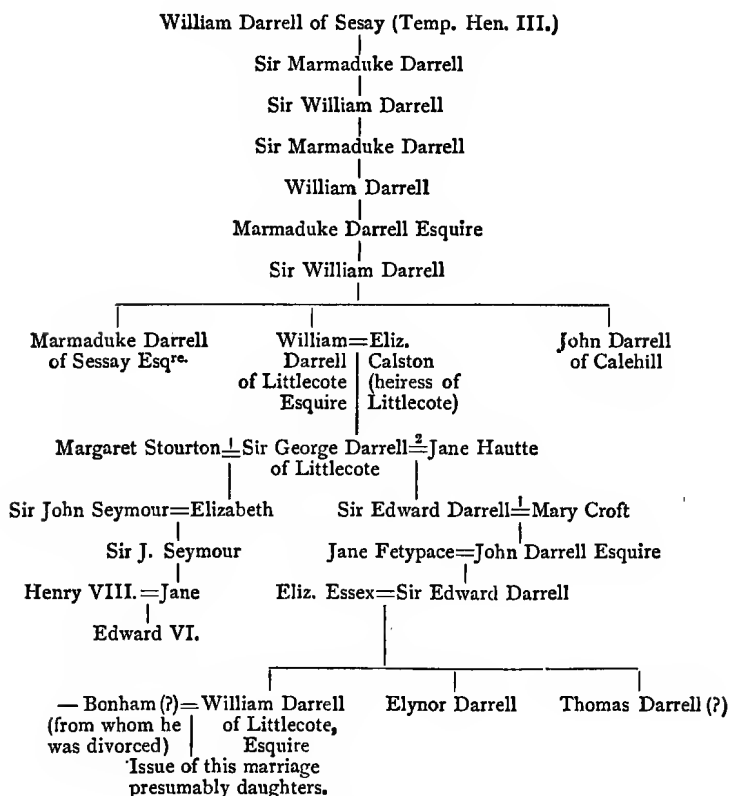 William Darrell of Sesay (Temp. Hen. III.)
Sir Marmaduke Darrell
Sir William Darrell
Sir Marmaduke Darrell
William Darrell
Marmaduke Darrell Esquire
Sir William Darrell
Marmaduke Darrell
of Sessay Esqre.
William=Eliz.
Darrell Calston
of Littlecote (heiress of
Esquire Littlecote)
John Darrell
of Calehill
Margaret Stourton 1= Sir George Darrell 2= Jane Hautte
of Littlecote
Sir John Seymour=Elizabeth
Sir Edward Darrell 1= Mary Croft
Sir J. Seymour
Jane Fetypace=John Darrell Esquire
Henry VIII.=Jane
Eliz. Essex=Sir Edward Darrell
Edward VI.
— Bonham (?)=William Darrell
(from whom he of Littlecote,
was divorced) Esquire
Issue of this marriage
presumably daughters.
Elynor Darrell
Thomas Darrell (?)